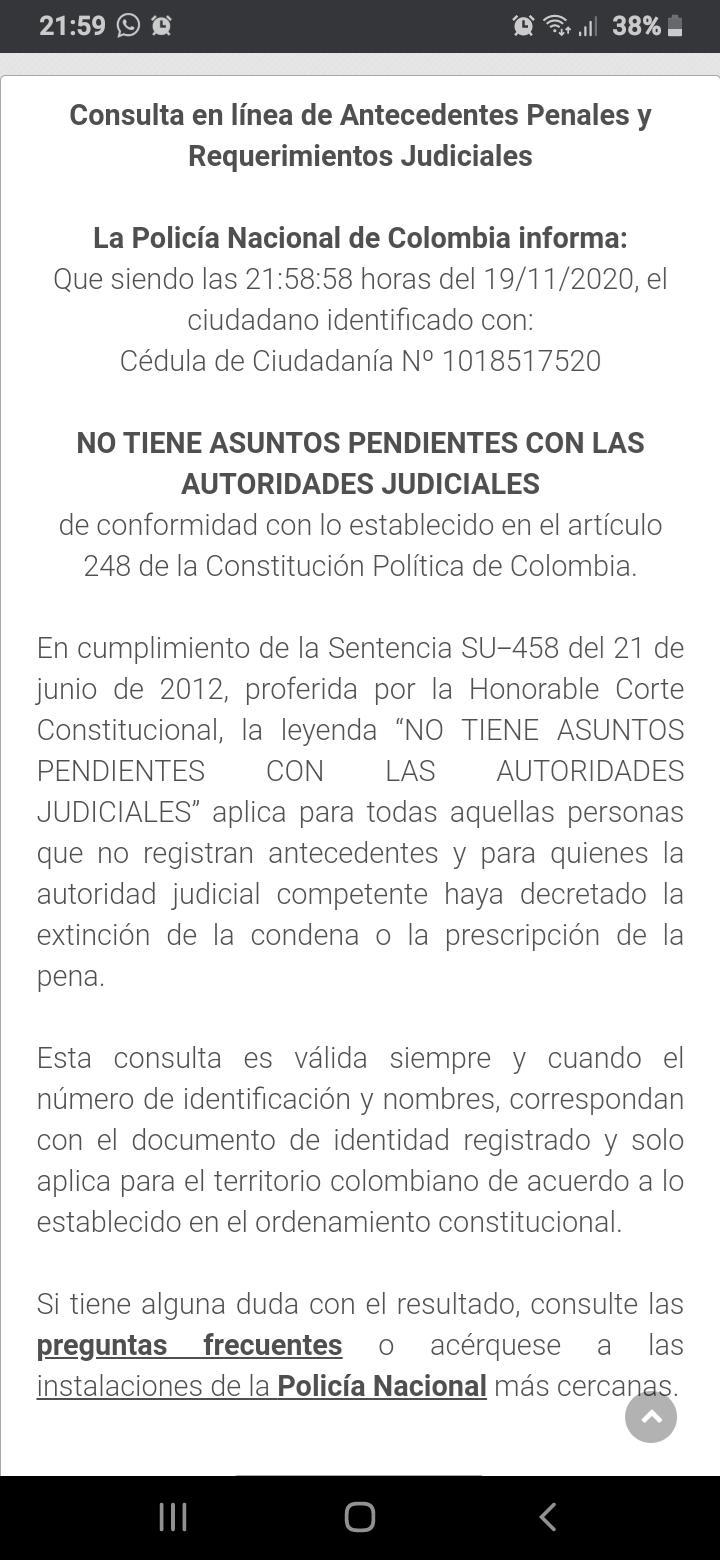 21:59
38%
Consulta en línea de Antecedentes Penales y
Requerimientos Judiciales
La Policía Nacional de Colombia informa:
Que siendo las 21:58:58 horas del 19/11/2020, el
ciudadano identificado con:
Cédula de Ciudadanía Nº 1018517520
NO TIENE ASUNTOS PENDIENTES CON LAS
AUTORIDADES JUDICIALES
de conformidad con lo establecido en el artículo
248 de la Constitución Política de Colombia.
En cumplimiento de la Sentencia SU–458 del 21 de
junio de 2012, proferida por la Honorable Corte
Constitucional, la leyenda “NO TIENE ASUNTOS
PENDIENTES CON LAS AUTORIDADES
JUDICIALES” aplica para todas aquellas personas
que no registran antecedentes y para quienes la
autoridad judicial competente haya decretado la
extinción de la condena o la prescripción de la
pena.
Esta consulta es válida siempre y cuando el
número de identificación y nombres, correspondan
con el documento de identidad registrado y solo
aplica para el territorio colombiano de acuerdo a lo
establecido en el ordenamiento constitucional.
Si tiene alguna duda con el resultado, consulte las
preguntas frecuentes o acérquese a las
instalaciones de la Policía Nacional más cercanas.